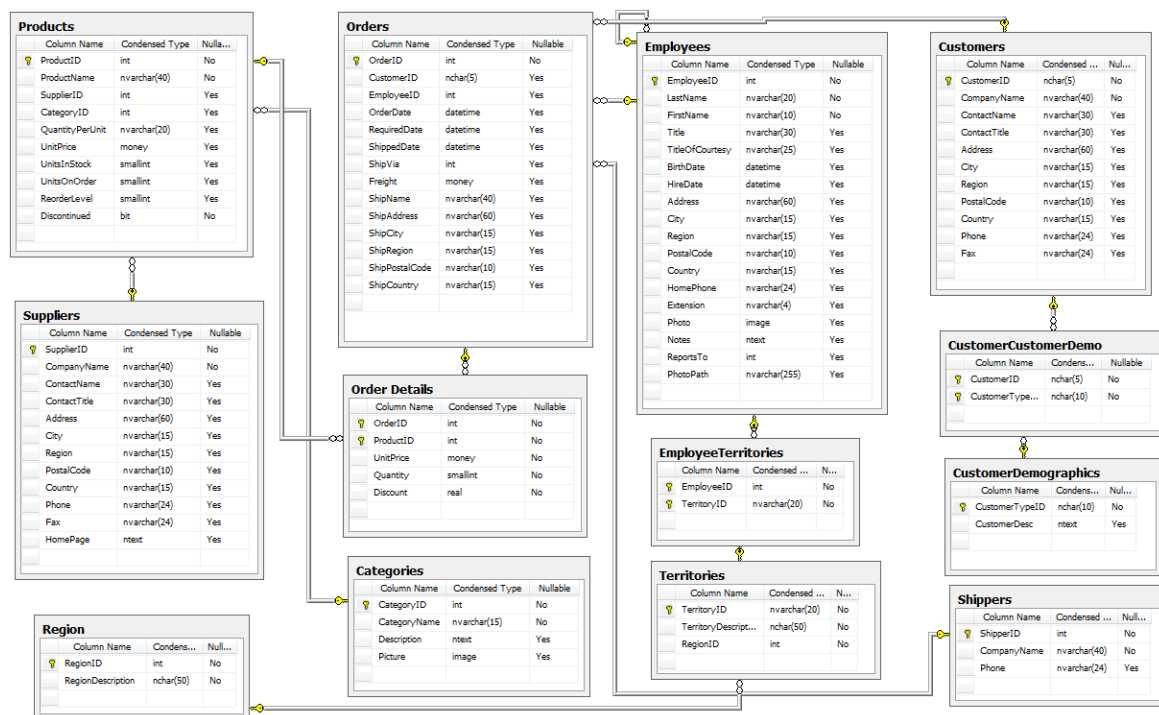 Products
Column Name Condensed Type Nulla...
ProductID int No
ProductName nvarchar(40) No
SupplierID int Yes
CategoryID int Yes
QuantityPerUnit nvarchar(20) Yes
UnitPrice money Yes
UnitsInStock smallint Yes
UnitsOnOrder smallint Yes
ReorderLevel smallint Yes
Discontinued bit No
Orders
Column Name Condensed Type Nullable
OrderID int No
CustomerID nchar(5) Yes
EmployeeID int Yes
OrderDate datetime Yes
RequiredDate datetime Yes
ShippedDate datetime Yes
ShipVia int Yes
Freight money Yes
ShipName nvarchar(40) Yes
ShipAddress nvarchar(60) Yes
ShipCity nvarchar(15) Yes
ShipRegion nvarchar(15) Yes
ShipPostalCode nvarchar(10) Yes
ShipCountry nvarchar(15) Yes
Employees
Column Name Condensed Type Nullable
EmployeeID int No
LastName nvarchar(20) No
FirstName nvarchar(10) No
Title nvarchar(30) Yes
TitleOfCourtesy nvarchar(25) Yes
BirthDate datetime Yes
HireDate datetime Yes
Address nvarchar(60) Yes
City nvarchar(15) Yes
Region nvarchar(15) Yes
PostalCode nvarchar(10) Yes
Country nvarchar(15) Yes
HomePhone nvarchar(24) Yes
Extension nvarchar(4) Yes
Photo image Yes
Notes ntext Yes
ReportsTo int Yes
PhotoPath nvarchar(255) Yes
Customers
Column Name Condensed ... Nul...
CustomerID nchar(5) No
CompanyName nvarchar(40) No
ContactName nvarchar(30) Yes
ContactTitle nvarchar(30) Yes
Address nvarchar(60) Yes
City nvarchar(15) Yes
Region nvarchar(15) Yes
PostalCode nvarchar(10) Yes
Country nvarchar(15) Yes
Phone nvarchar(24) Yes
Fax nvarchar(24) Yes
Suppliers
Column Name Condensed Type Nullable
SupplierID int No
CompanyName nvarchar(40) No
ContactName nvarchar(30) Yes
ContactTitle nvarchar(30) Yes
Address nvarchar(60) Yes
City nvarchar(15) Yes
Region nvarchar(15) Yes
PostalCode nvarchar(10) Yes
Country nvarchar(15) Yes
Phone nvarchar(24) Yes
Fax nvarchar(24) Yes
HomePage ntext Yes
Order Details
Column Name Condensed Type Nullable
OrderID int No
ProductID int No
UnitPrice money No
Quantity smallint No
Discount real No
CustomerCustomerDemo
Column Name Condens... Nullable
CustomerID nchar(5) No
CustomerType... nchar(10) No
EmployeeTerritories
Column Name Condensed ... N...
EmployeeID int No
TerritoryID nvarchar(20) No
CustomerDemographics
Column Name Condens... Nul...
CustomerTypeID nchar(10) No
CustomerDesc ntext Yes
Categories
Column Name Condensed Type Nullable
CategoryID int No
CategoryName nvarchar(15) No
Description ntext Yes
Picture image Yes
Territories
Column Name Condensed ... N...
TerritoryID nvarchar(20) No
TerritoryDescript... nchar(50) No
RegionID int No
Shippers
Column Name Condensed ... Nul...
ShipperID int No
CompanyName nvarchar(40) No
Phone nvarchar(24) Yes
Region
Column Name Condens... Null...
RegionID int No
RegionDescription nchar(50) No